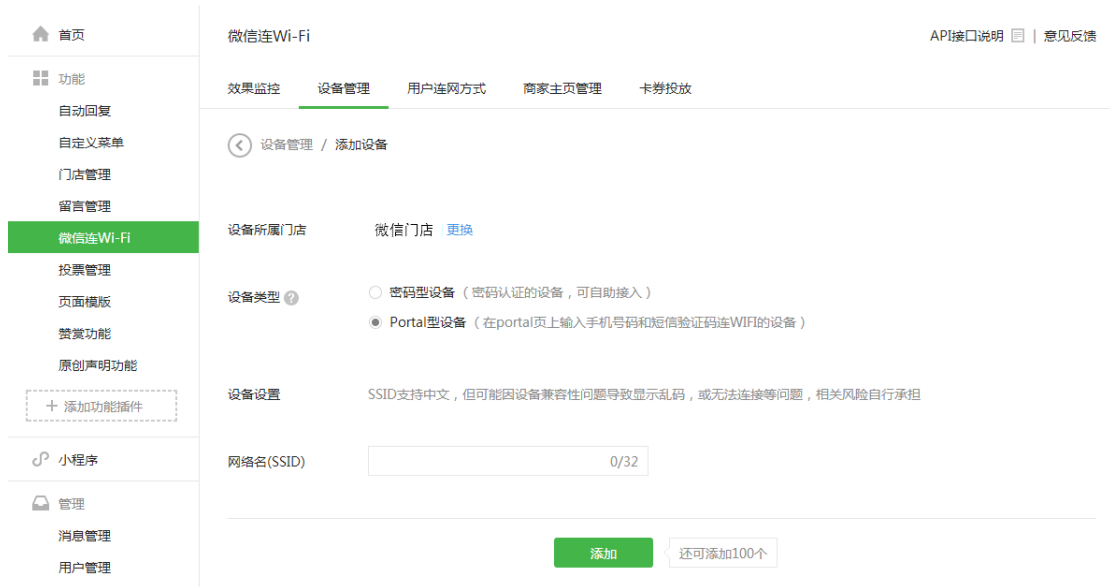 首页
功能
自动回复
自定义菜单
门店管理
留言管理
微信连Wi-Fi
投票管理
页面模版
赞赏功能
原创声明功能
添加功能插件
小程序
管理
消息管理
用户管理
微信连Wi-Fi
API接口说明 | 意见反馈
效果监控 设备管理 用户连网方式 商家主页管理 卡券投放
设备管理 / 添加设备
设备所属门店 微信门店 更换
设备类型 ? 密码型设备 ( 密码认证的设备，可自助接入 )
Portal型设备 ( 在portal页上输入手机号码和短信验证码连WIFI的设备 )
设备设置 SSID支持中文，但可能因设备兼容性问题导致显示乱码，或无法连接等问题，相关风险自行承担
网络名(SSID) 0/32
添加 还可添加100个